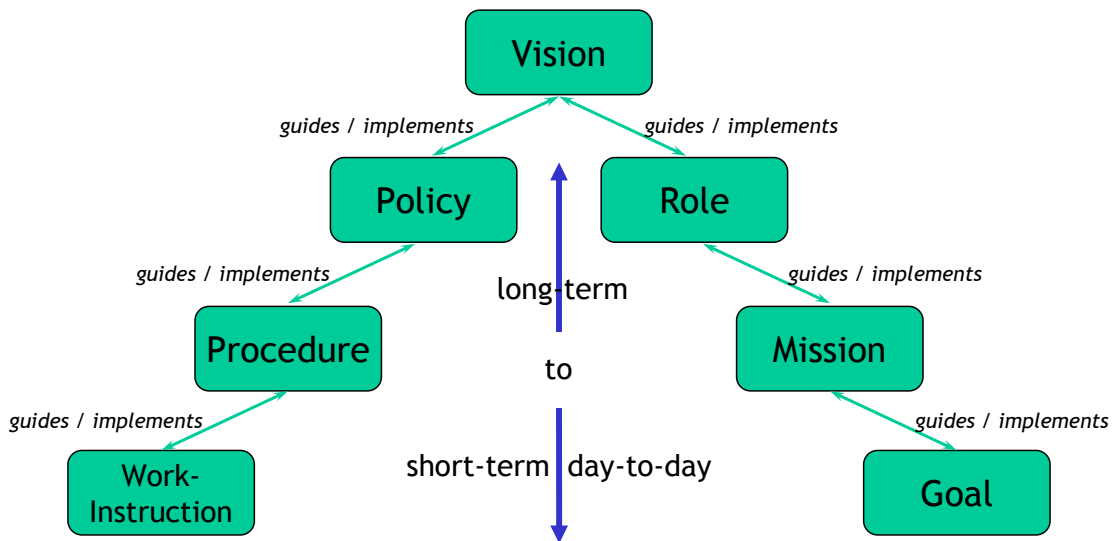 Vision
guides / implements
guides / implements
Policy
Role
guides / implements
long-term
guides / implements
Procedure
to
Mission
guides / implements
guides / implements
short-term
day-to-day
Work-
Instruction
Goal